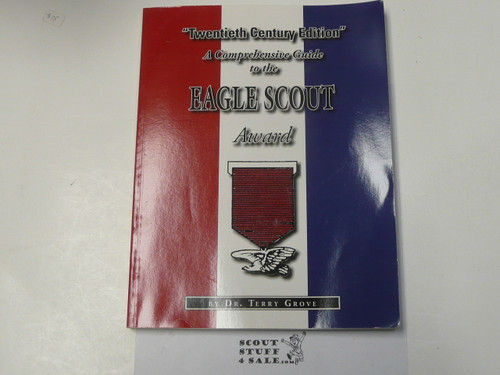 "Twentieth Century Edition"
A Comprehensive Guide
to the
EAGLE SCOUT
Award
BY DR. TERRY GROVE
SCOUT
STUFF
4 SALE.com